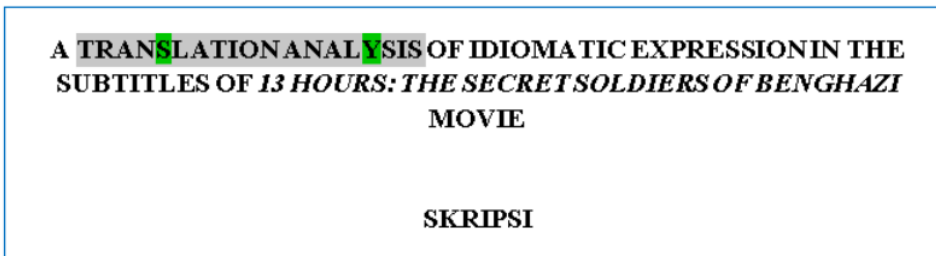 A TRANSLATION ANALYSIS OF IDIOMATIC EXPRESSION IN THE
SUBTITLES OF 13 HOURS: THE SECRET SOLDIERS OF BENGHAZI
MOVIE
SKRIPSI